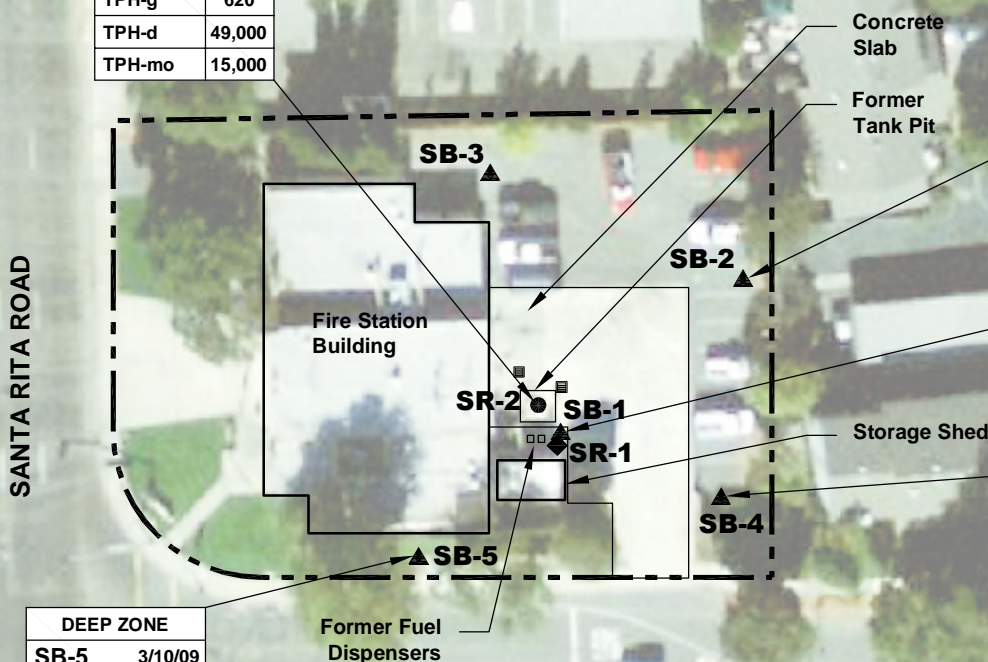 TPH-g 620
TPH-d 49,000
TPH-mo 15,000
Concrete
Slab
Former
Tank Pit
SB-3
SB-2
SANTA RITA ROAD
Fire Station
Building
SR-2
SB-1
SR-1
Storage Shed
SB-4
SB-5
DEEP ZONE
SB-5 3/10/09
Former Fuel
Dispensers